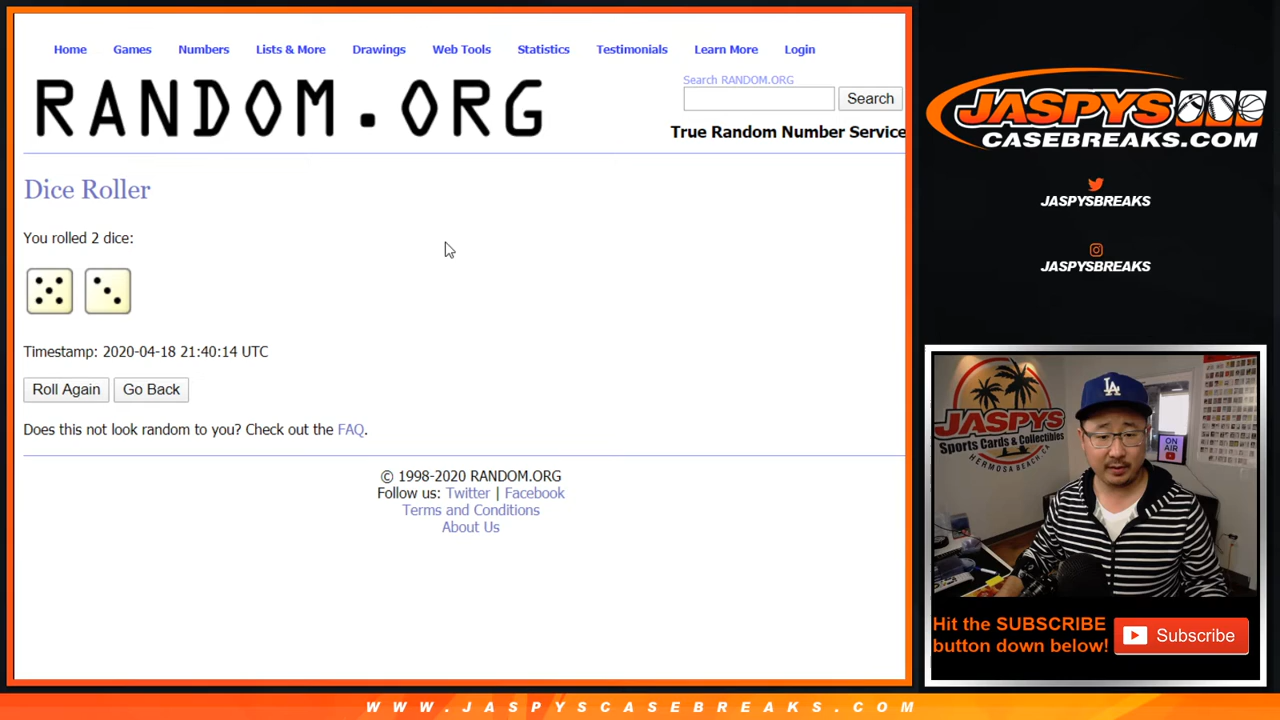 Home Games Numbers Lists & More Drawings Web Tools Statistics Testimonials Learn More Login
RANDOM.ORG
Search RANDOM.ORG
Search
True Random Number Service
Dice Roller
You rolled 2 dice:
Timestamp: 2020-04-18 21:40:14 UTC
Roll Again Go Back
Does this not look random to you? Check out the FAQ.
© 1998-2020 RANDOM.ORG
Follow us: Twitter | Facebook
Terms and Conditions
About Us
JASPYS
CASEBREAKS.COM
JASPYSBREAKS
JASPYSBREAKS
JASPYS
Sports Cards & Collectibles
HERMOSA BEACH, CA
LA
ON
AIR
Hit the SUBSCRIBE
button down below!
Subscribe
WWW.JASPYSCASEBREAKS.COM